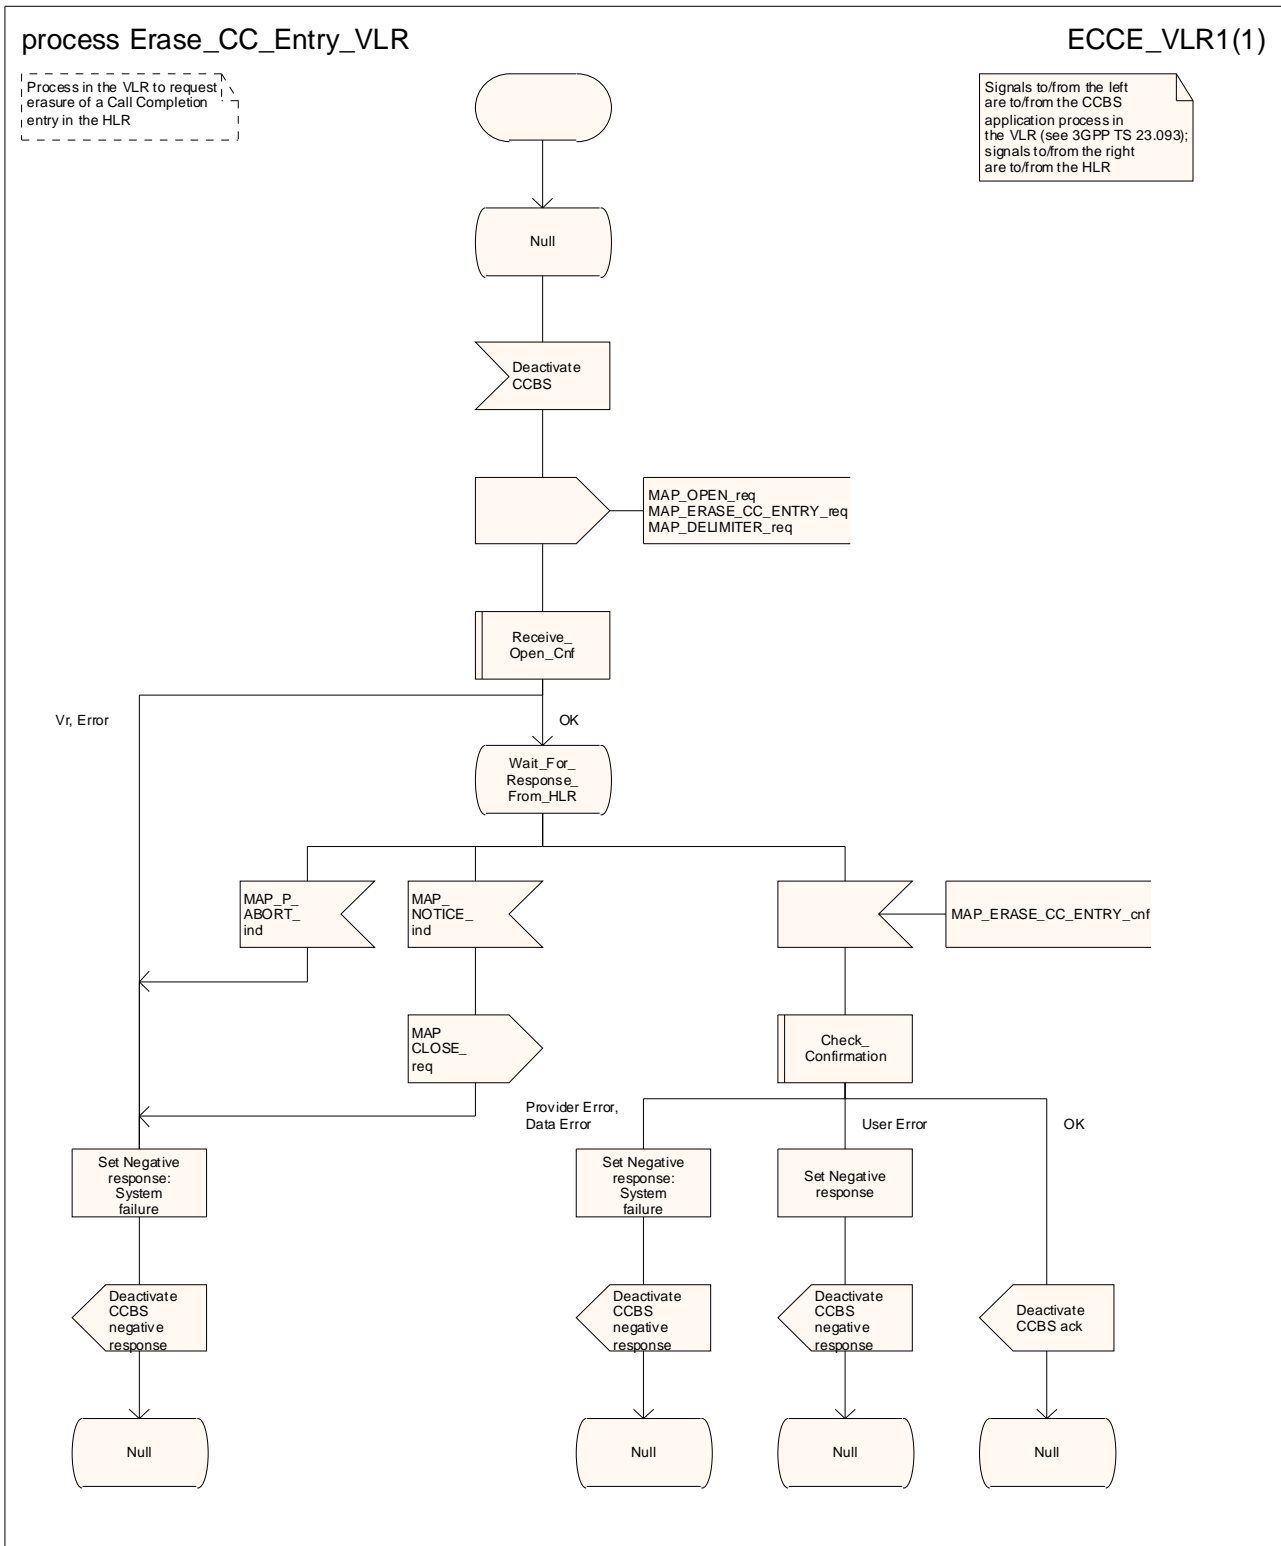 process Erase_CC_Entry_VLR
ECCE_VLR1(1)
Process in the VLR to request
erasure of a Call Completion
entry in the HLR
Signals to/from the left
are to/from the CCBS
application process in
the VLR (see 3GPP TS 23.093);
signals to/from the right
are to/from the HLR
Null
Deactivate
CCBS
MAP_OPEN_req
MAP_ERASE_CC_ENTRY_req
MAP_DELIMITER_req
Receive_
Open_Cnf
Vr, Error
OK
Wait_For_
Response_
From_HLR
MAP_P_
ABORT_
ind
MAP_
NOTICE_
ind
MAP_ERASE_CC_ENTRY_cnf
MAP
CLOSE_
req
Check_
Confirmation
Provider Error,
Data Error
User Error
OK
Set Negative
response:
System
failure
Set Negative
response:
System
failure
Set Negative
response
Deactivate
CCBS
negative
response
Deactivate
CCBS
negative
response
Deactivate
CCBS
negative
response
Deactivate
CCBS ack
Null
Null
Null
Null